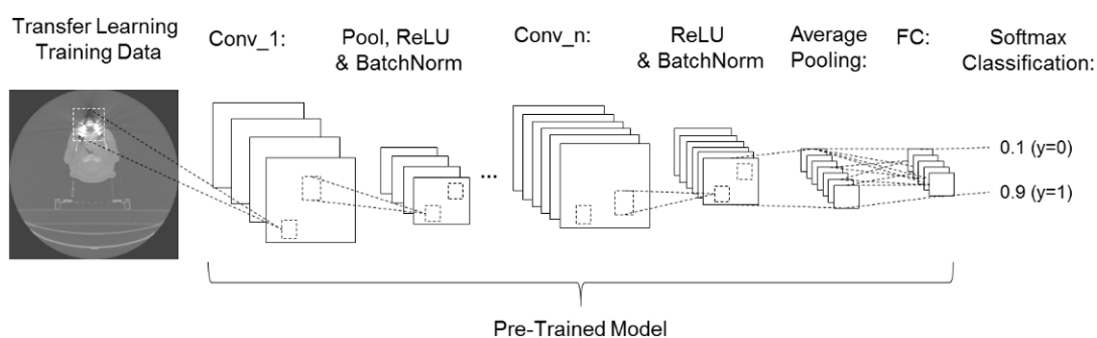 Transfer Learning
Training Data
Conv_1:
Pool, ReLU
& BatchNorm
...
Conv_n:
ReLU
& BatchNorm
Average
Pooling:
FC:
Softmax
Classification:
0.1 (y=0)
0.9 (y=1)
Pre-Trained Model